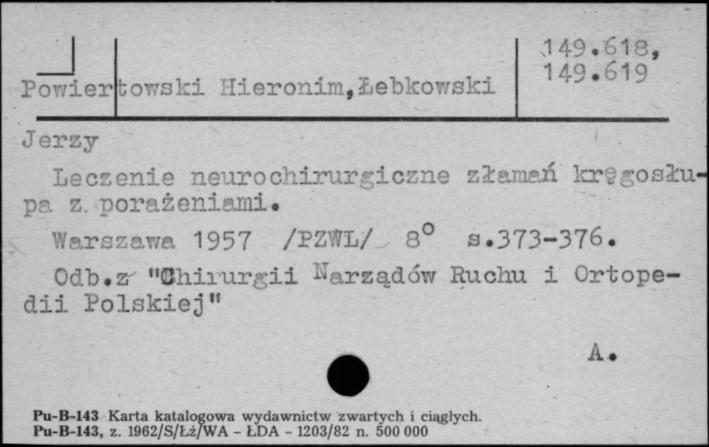 149.618,
149.619
Powiertowski Hieronim,Łebkowski
Jerzy
Leczenie neurochirurgiczne złamań kręgosłu-
pa z porażeniami.
Warszawa 1957 /PZWL/ 8° s.373-376.
Odb.z "Chirurgii Narządów Ruchu i Ortope-
dii Polskiej"
A.
Pu-B-143 Karta katalogowa wydawnictw zwartych i ciągłych.
Pu-B-143, z. 1962/S/Łź/WA - ŁDA - 1203/82 n. 500 000